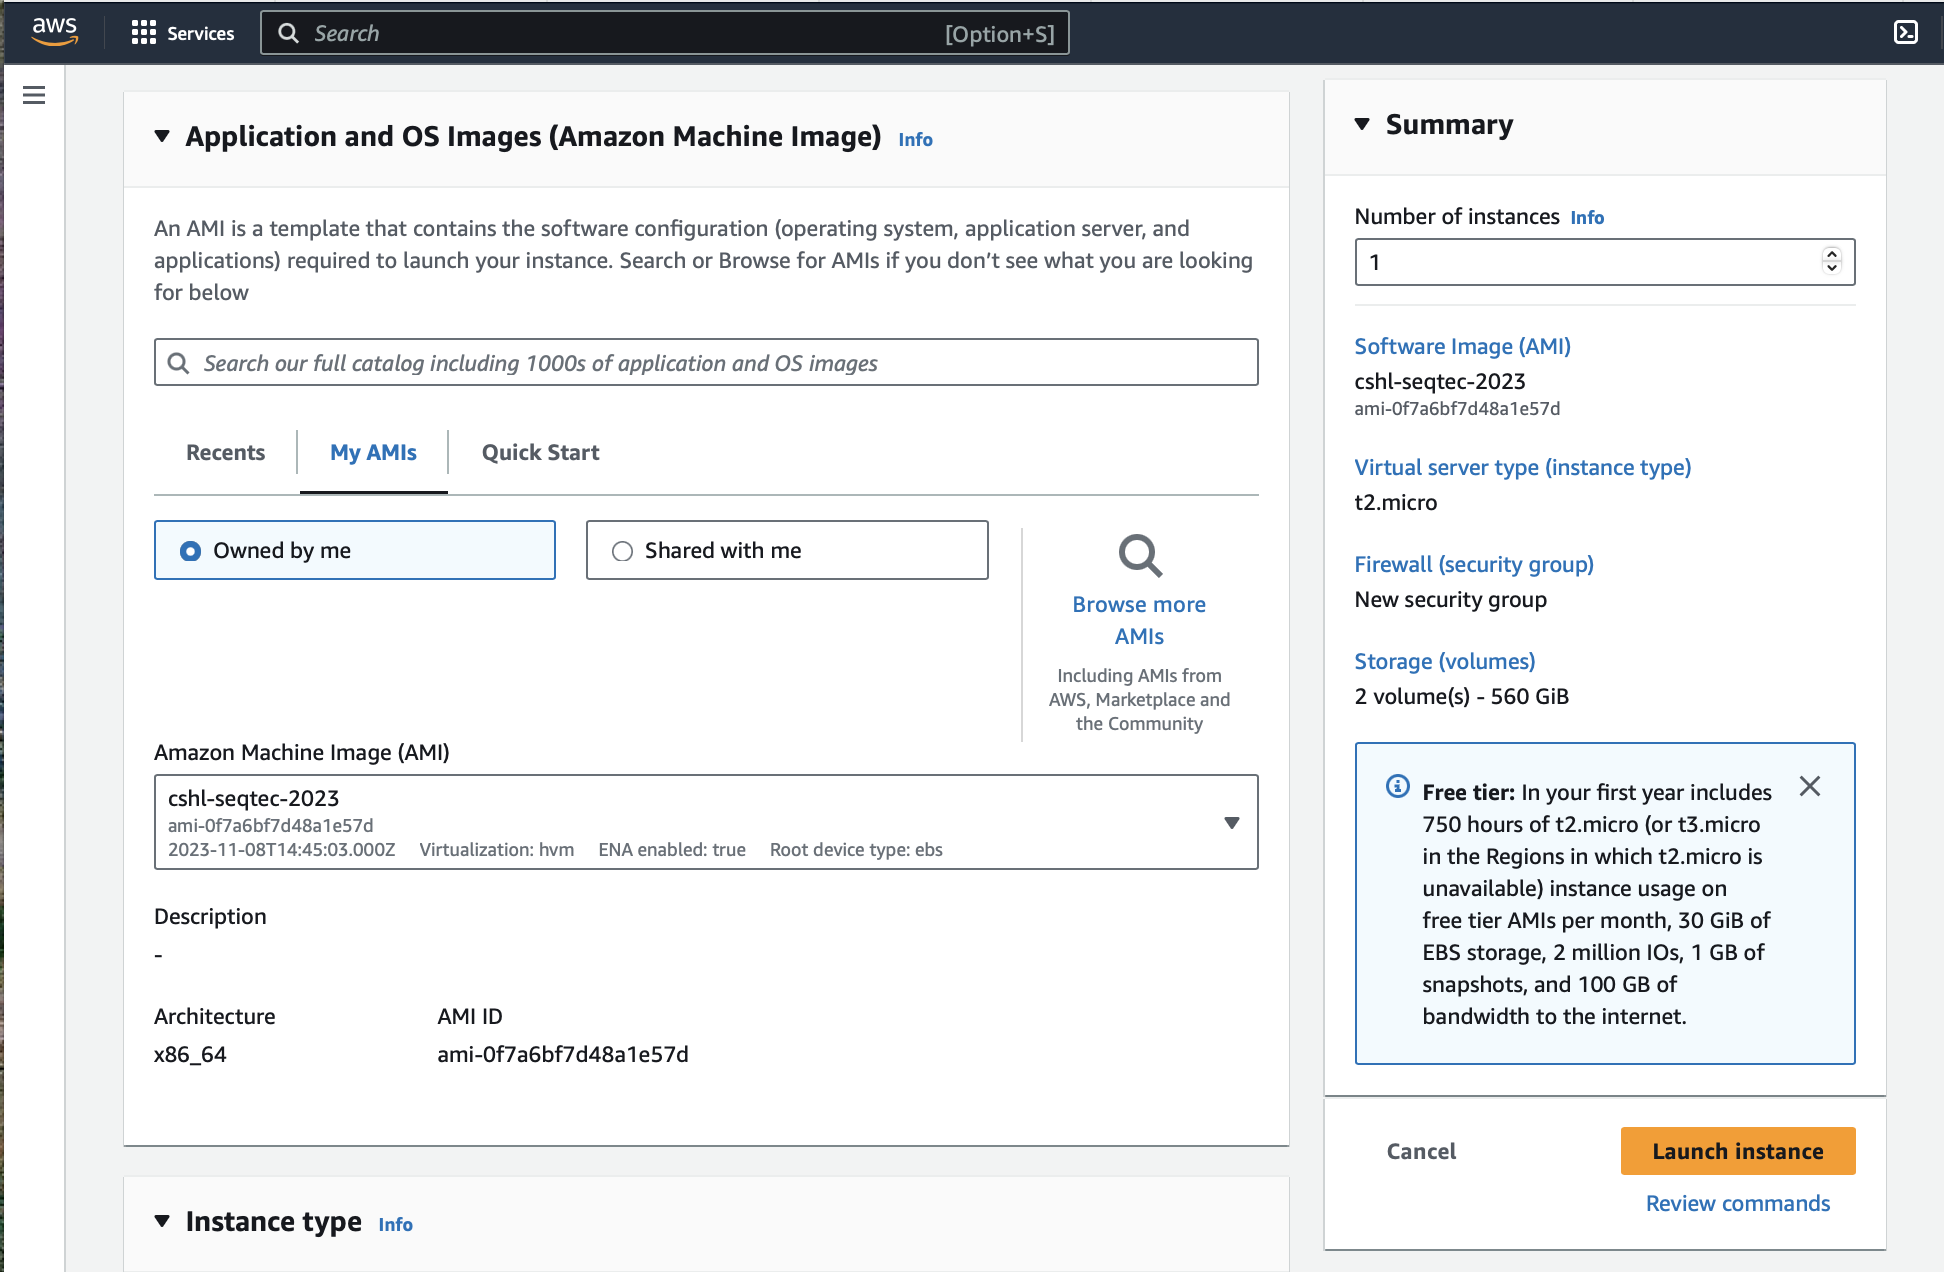 aws
Services
Search
[Option+S]
Application and OS Images (Amazon Machine Image) Info
An AMI is a template that contains the software configuration (operating system, application server, and
applications) required to launch your instance. Search or Browse for AMIs if you don’t see what you are looking
for below
Search our full catalog including 1000s of application and OS images
Recents
My AMIs
Quick Start
Owned by me
Shared with me
Browse more
AMIs
Including AMIs from
AWS, Marketplace and
the Community
Amazon Machine Image (AMI)
cshl-seqtec-2023
ami-0f7a6bf7d48a1e57d
2023-11-08T14:45:03.000Z Virtualization: hvm ENA enabled: true Root device type: ebs
Description
-
Architecture
x86_64
AMI ID
ami-0f7a6bf7d48a1e57d
Instance type Info
Summary
Number of instances Info
1
Software Image (AMI)
cshl-seqtec-2023
ami-0f7a6bf7d48a1e57d
Virtual server type (instance type)
t2.micro
Firewall (security group)
New security group
Storage (volumes)
2 volume(s) - 560 GiB
Free tier: In your first year includes
750 hours of t2.micro (or t3.micro
in the Regions in which t2.micro is
unavailable) instance usage on
free tier AMIs per month, 30 GiB of
EBS storage, 2 million IOs, 1 GB of
snapshots, and 100 GB of
bandwidth to the internet.
Cancel
Launch instance
Review commands